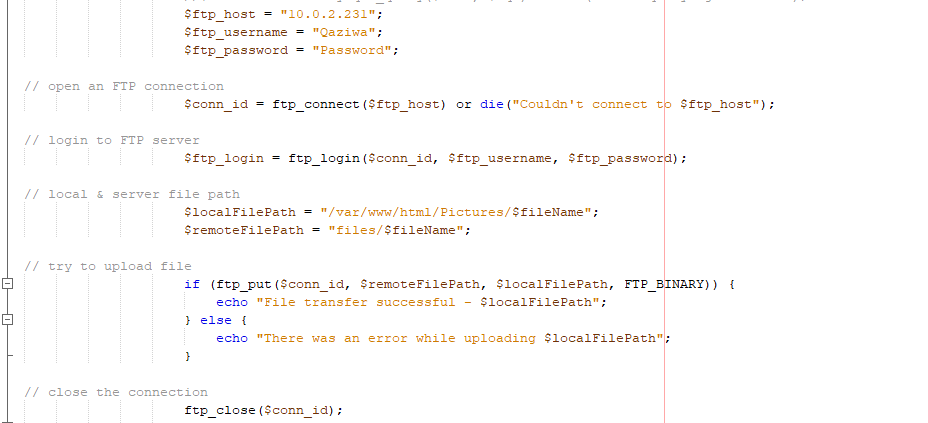 $ftp_host = "10.0.2.231";
$ftp_username = "Qaziwa";
$ftp_password = "Password";
// open an FTP connection
$conn_id = ftp_connect($ftp_host) or die("Couldn't connect to $ftp_host");
// login to FTP server
$ftp_login = ftp_login($conn_id, $ftp_username, $ftp_password);
// local & server file path
$localFilePath = "/var/www/html/Pictures/$fileName";
$remoteFilePath = "files/$fileName";
// try to upload file
if (ftp_put($conn_id, $remoteFilePath, $localFilePath, FTP_BINARY)) {
echo "File transfer successful - $localFilePath";
} else {
echo "There was an error while uploading $localFilePath";
}
// close the connection
ftp_close($conn_id);